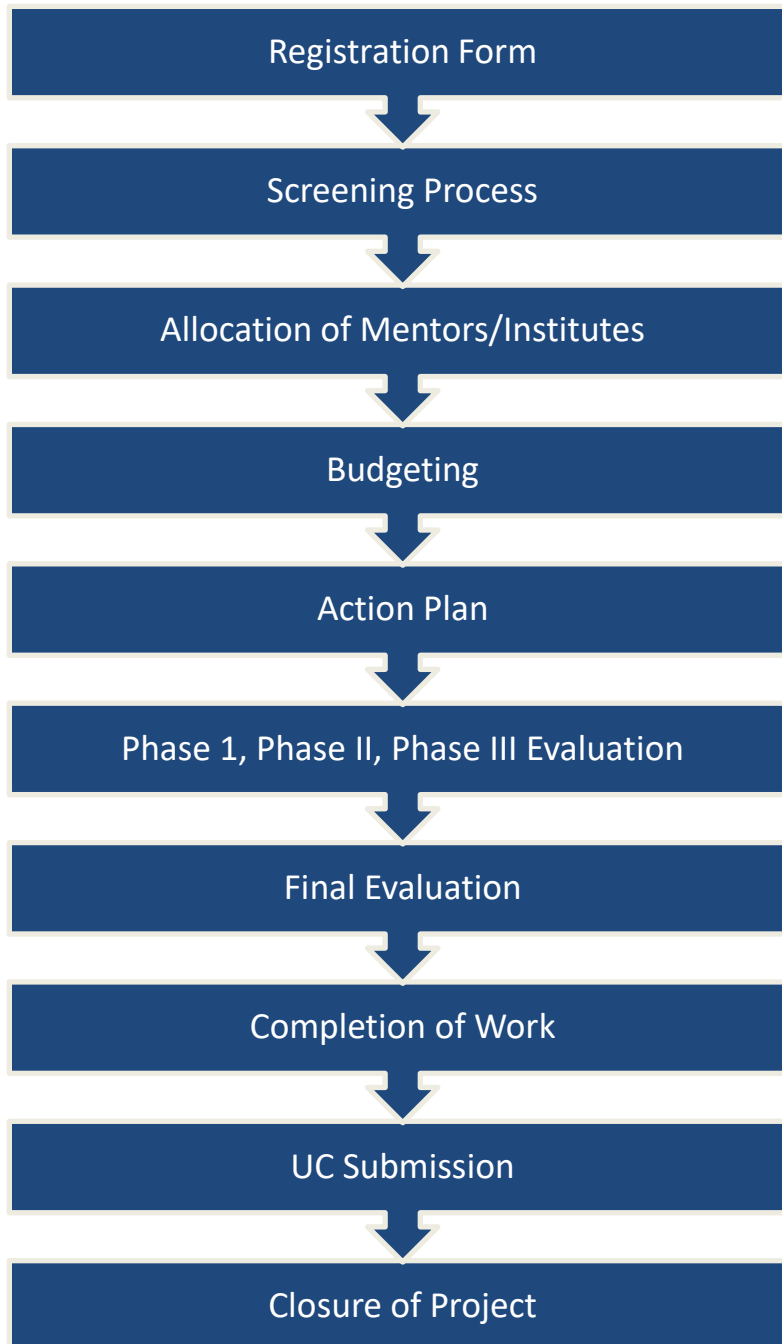 Registration Form
Screening Process
Allocation of Mentors/Institutes
Budgeting
Action Plan
Phase 1, Phase II, Phase III Evaluation
Final Evaluation
Completion of Work
UC Submission
Closure of Project